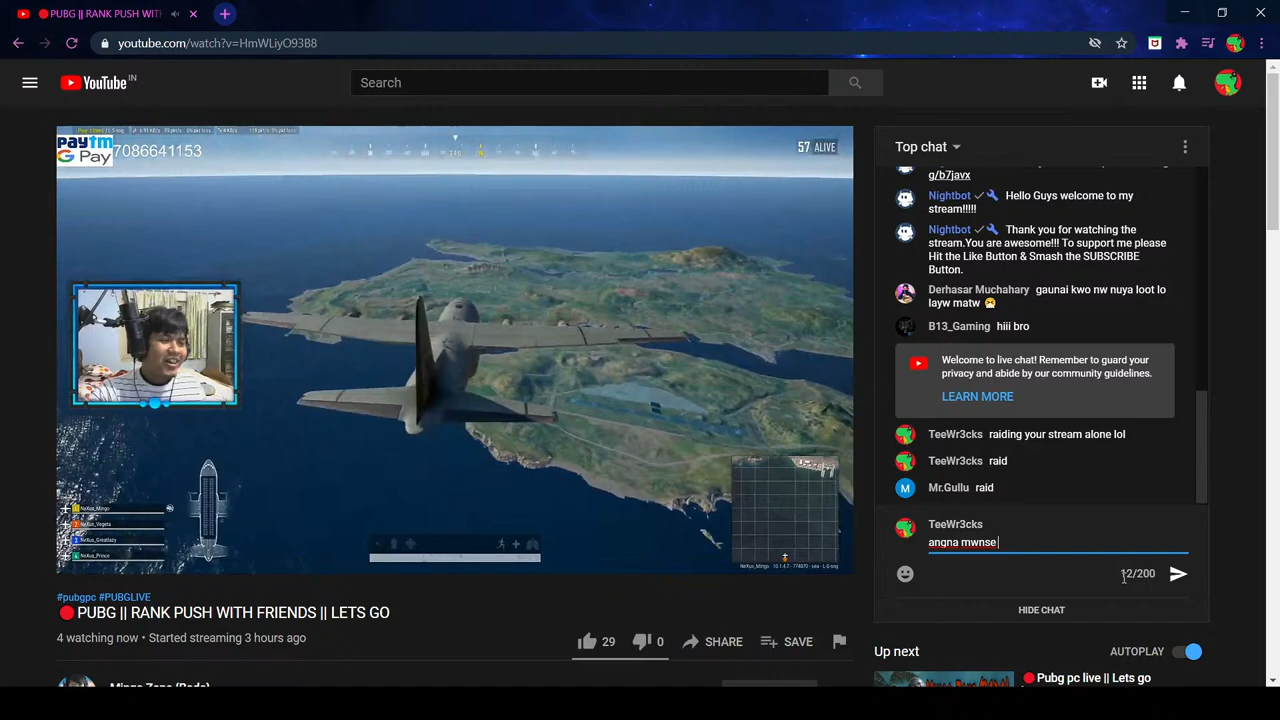 PUBG || RANK PUSH WITH
youtube.com/watch?v=HmWLiyO93B8
YouTube IN
Search
paytm
G Pay
7086641153
57 ALIVE
NeXus_Mingo
NeXus_Vegeta
NeXus_Greatlazy
NeXus_Prince
#pubgpc #PUBGLIVE
PUBG || RANK PUSH WITH FRIENDS || LETS GO
4 watching now • Started streaming 3 hours ago
29
0
SHARE
SAVE
Top chat
g/b7javx
Nightbot Hello Guys welcome to my
stream!!!!!
Nightbot Thank you for watching the
stream.You are awesome!!! To support me please
Hit the Like Button & Smash the SUBSCRIBE
Button.
Derhasar Muchahary gaunai kwo nw nuya loot lo
layw matw
B13_Gaming hiii bro
Welcome to live chat! Remember to guard your
privacy and abide by our community guidelines.
LEARN MORE
TeeWr3cks raiding your stream alone lol
TeeWr3cks raid
M
Mr.Gullu raid
TeeWr3cks
angna mwnse
12/200
HIDE CHAT
Up next
AUTOPLAY
Pubg pc live || Lets go